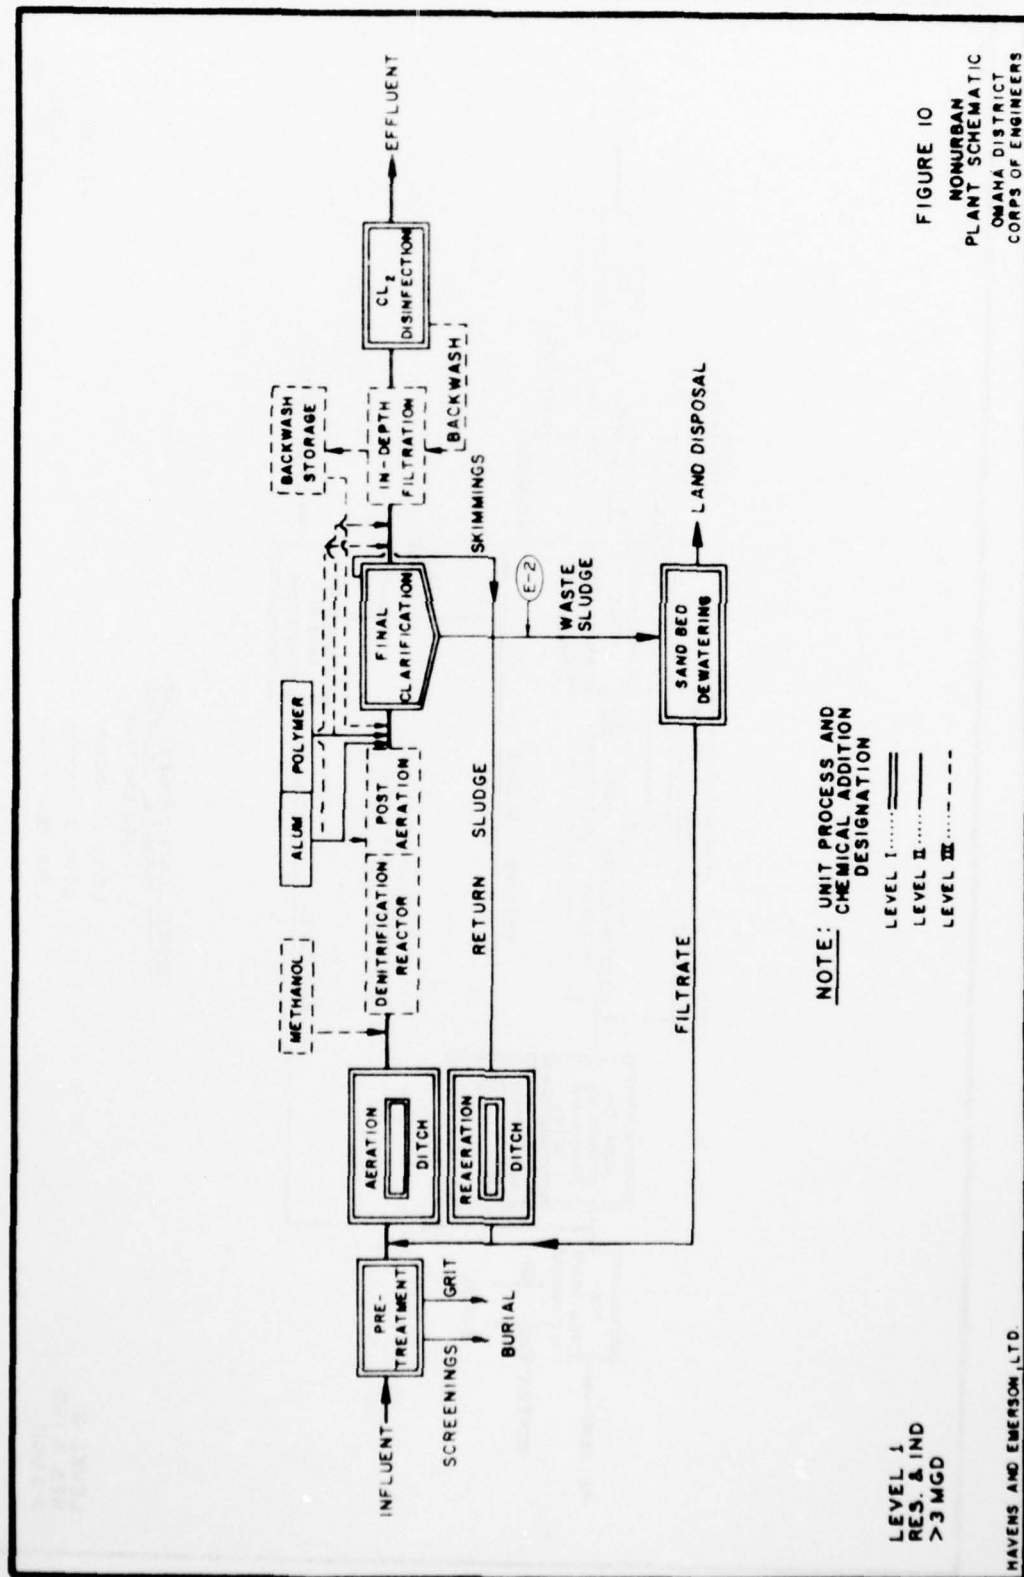 INFLUENT
PRE-
TREATMENT
SCREENINGS
GRIT
BURIAL
AERATION
DITCH
REAERATION
DITCH
METHANOL
DENITRIFICATION
REACTOR
POST
AERATION
ALUM
POLYMER
FINAL
CLARIFICATION
BACKWASH
STORAGE
IN-DEPTH
FILTRATION
BACKWASH
CL2
DISINFECTION
EFFLUENT
SKIMMINGS
RETURN SLUDGE
E-2
WASTE
SLUDGE
SAND BED
DEWATERING
LAND DISPOSAL
FILTRATE
NOTE: UNIT PROCESS AND
CHEMICAL ADDITION
DESIGNATION
LEVEL I
LEVEL II
LEVEL III
LEVEL 1
RES. & IND
>3 MGD
FIGURE 10
NONURBAN
PLANT SCHEMATIC
OMAHA DISTRICT
CORPS OF ENGINEERS
HAVENS AND EMERSON, LTD.